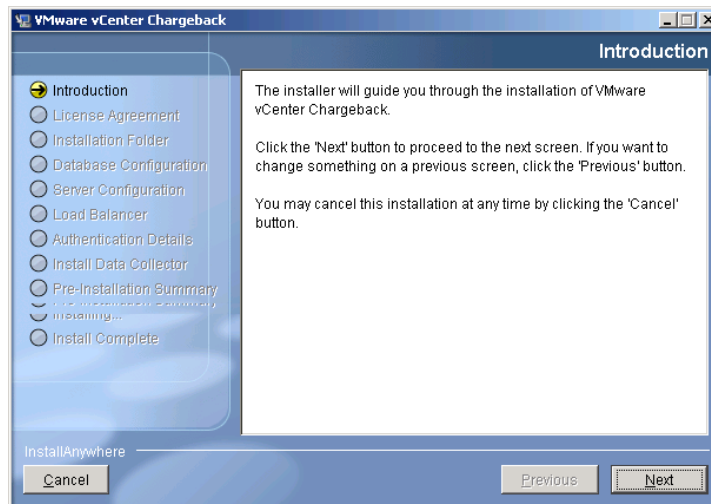 VMware vCenter Chargeback
Introduction
Introduction
License Agreement
Installation Folder
Database Configuration
Server Configuration
Load Balancer
Authentication Details
Install Data Collector
Pre-Installation Summary
Installing...
Install Complete
The installer will guide you through the installation of VMware
vCenter Chargeback.
Click the 'Next' button to proceed to the next screen. If you want to
change something on a previous screen, click the 'Previous' button.
You may cancel this installation at any time by clicking the 'Cancel'
button.
InstallAnywhere
Cancel
Previous
Next